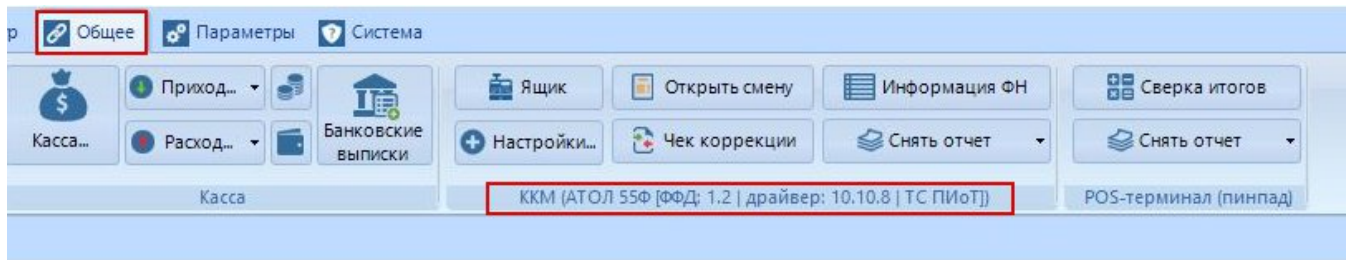 р Общее Параметры Система
Приход... Ящик Открыть смену Информация ФН Сверка итогов
Касса... Расход... Банковские выписки Настройки... Чек коррекции Снять отчет Снять отчет
Касса ККМ (АТОЛ 55Ф [ФФД: 1.2 | драйвер: 10.10.8 | ТС ПИоТ]) POS-терминал (пинпад)